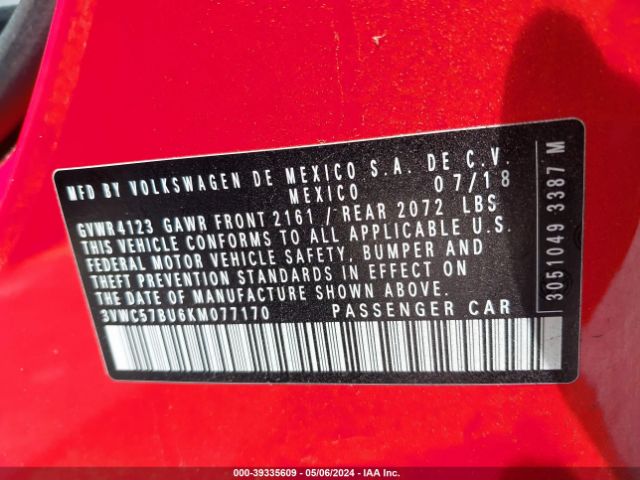 MFD BY VOLKSWAGEN DE MEXICO S.A. DE C.V.
MEXICO 07/18
GVWR4123 GAWR FRONT 2161 / REAR 2072 LBS
THIS VEHICLE CONFORMS TO ALL APPLICABLE U.S.
FEDERAL MOTOR VEHICLE SAFETY, BUMPER AND
THEFT PREVENTION STANDARDS IN EFFECT ON
THE DATE OF MANUFACTURE SHOWN ABOVE.
3VWC57BU6KM077170 PASSENGER CAR
3051049 3387 M
000-39335609 - 05/06/2024 - IAA Inc.